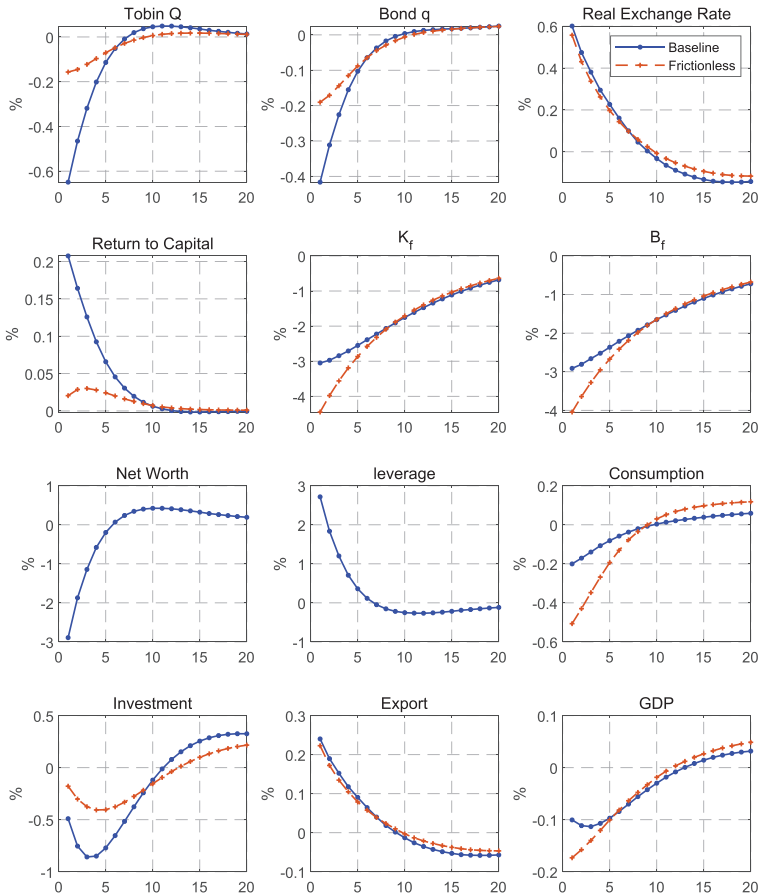 Tobin Q
Bond q
Real Exchange Rate
0
-0.2
-0.4
-0.6
%
0 5 10 15 20
0
-0.1
-0.2
-0.3
-0.4
%
0 5 10 15 20
0.6
0.4
0.2
0
%
0 5 10 15 20
Baseline
Frictionless
Return to Capital
K_f
B_f
0.2
0.15
0.1
0.05
0
%
0 5 10 15 20
0
-1
-2
-3
-4
%
0 5 10 15 20
0
-1
-2
-3
-4
%
0 5 10 15 20
Net Worth
leverage
Consumption
1
0
-1
-2
-3
%
0 5 10 15 20
3
2
1
0
-1
%
0 5 10 15 20
0.2
0
-0.2
-0.4
-0.6
%
0 5 10 15 20
Investment
Export
GDP
0.5
0
-0.5
-1
%
0 5 10 15 20
0.3
0.2
0.1
0
-0.1
%
0 5 10 15 20
0.1
0
-0.1
-0.2
%
0 5 10 15 20